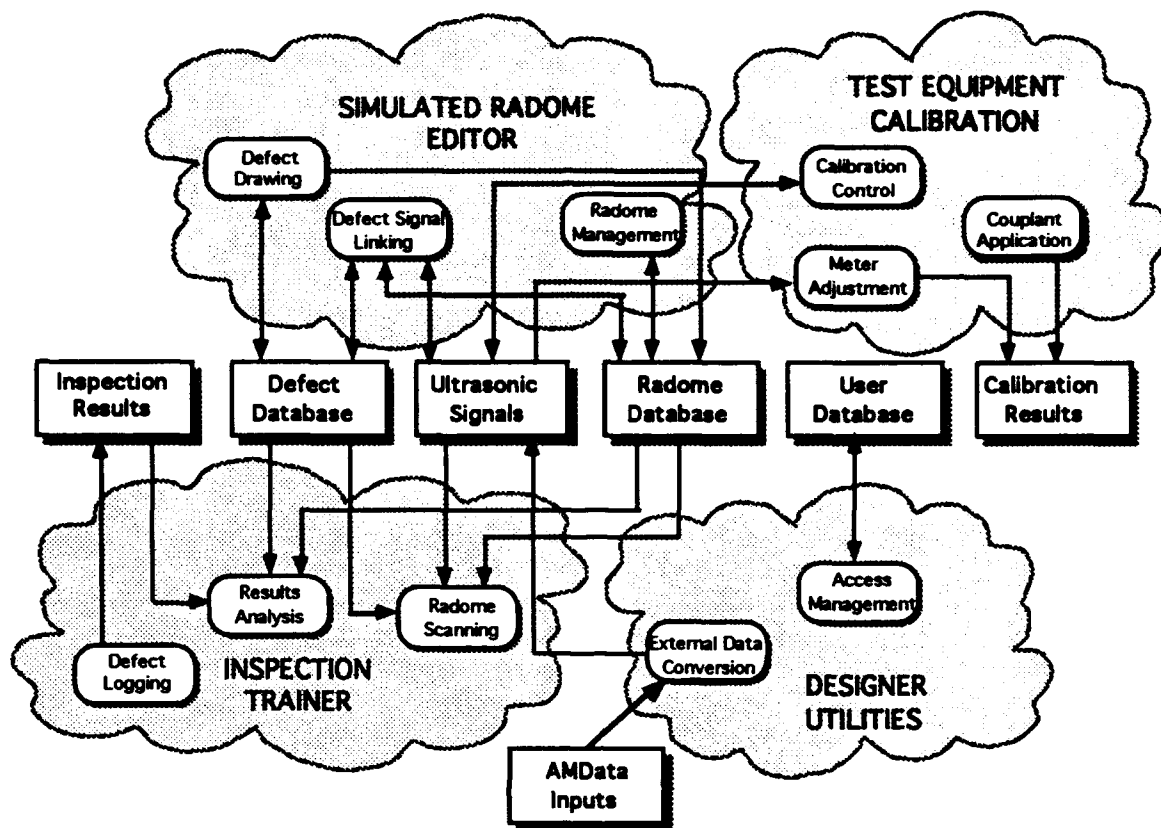 SIMULATED RADOME
EDITOR
TEST EQUIPMENT
CALIBRATION
Defect
Drawing
Defect Signal
Linking
Radome
Management
Calibration
Control
Couplant
Application
Meter
Adjustment
Inspection
Results
Defect
Database
Ultrasonic
Signals
Radome
Database
User
Database
Calibration
Results
Results
Analysis
Radome
Scanning
Access
Management
Defect
Logging
External Data
Conversion
INSPECTION
TRAINER
DESIGNER
UTILITIES
AMData
Inputs